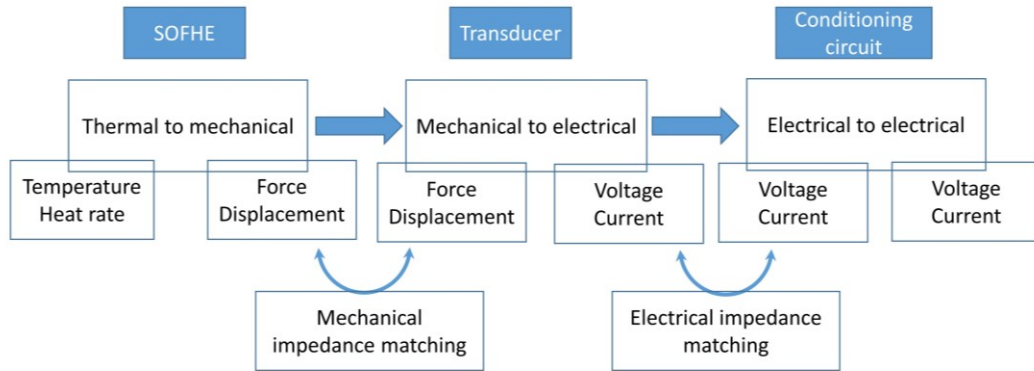 SOFHE
Transducer
Conditioning
circuit
Thermal to mechanical
Mechanical to electrical
Electrical to electrical
Temperature
Heat rate
Force
Displacement
Force
Displacement
Voltage
Current
Voltage
Current
Voltage
Current
Mechanical
impedance matching
Electrical impedance
matching